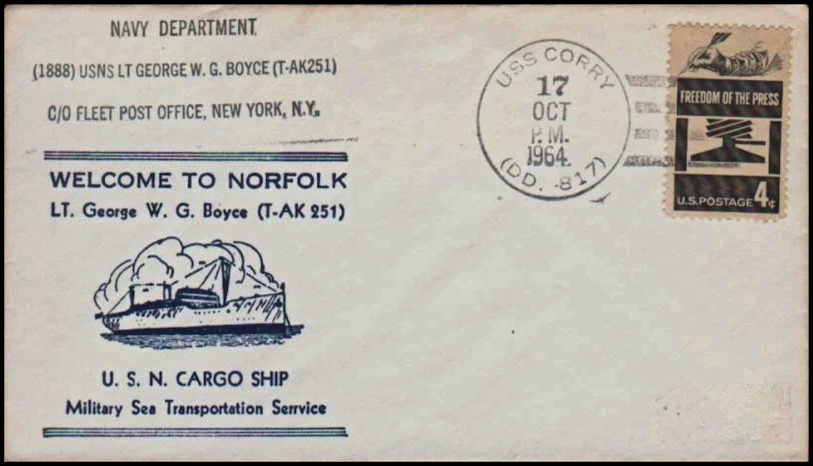 NAVY DEPARTMENT
(1888) USNS LT GEORGE W. G. BOYCE (T-AK251)
C/O FLEET POST OFFICE, NEW YORK, N.Y.
WELCOME TO NORFOLK
LT. George W. G. Boyce (T-AK 251)
U. S. N. CARGO SHIP
Military Sea Transportation Serrvice
USS CORRY
17
OCT
P.M.
1964
(DD. -817)
FREEDOM OF THE PRESS
U.S. POSTAGE 4¢